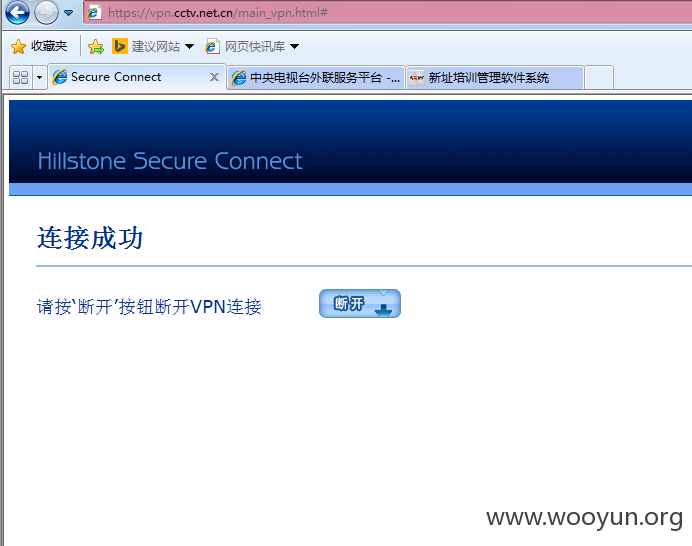 https://vpn.cctv.net.cn/main_vpn.html#
收藏夹 建议网站 网页快讯库
Secure Connect 中央电视台外联服务平台 -... 新址培训管理软件系统
Hillstone Secure Connect
连接成功
请按‘断开’按钮断开VPN连接 断开
www.wooyun.org